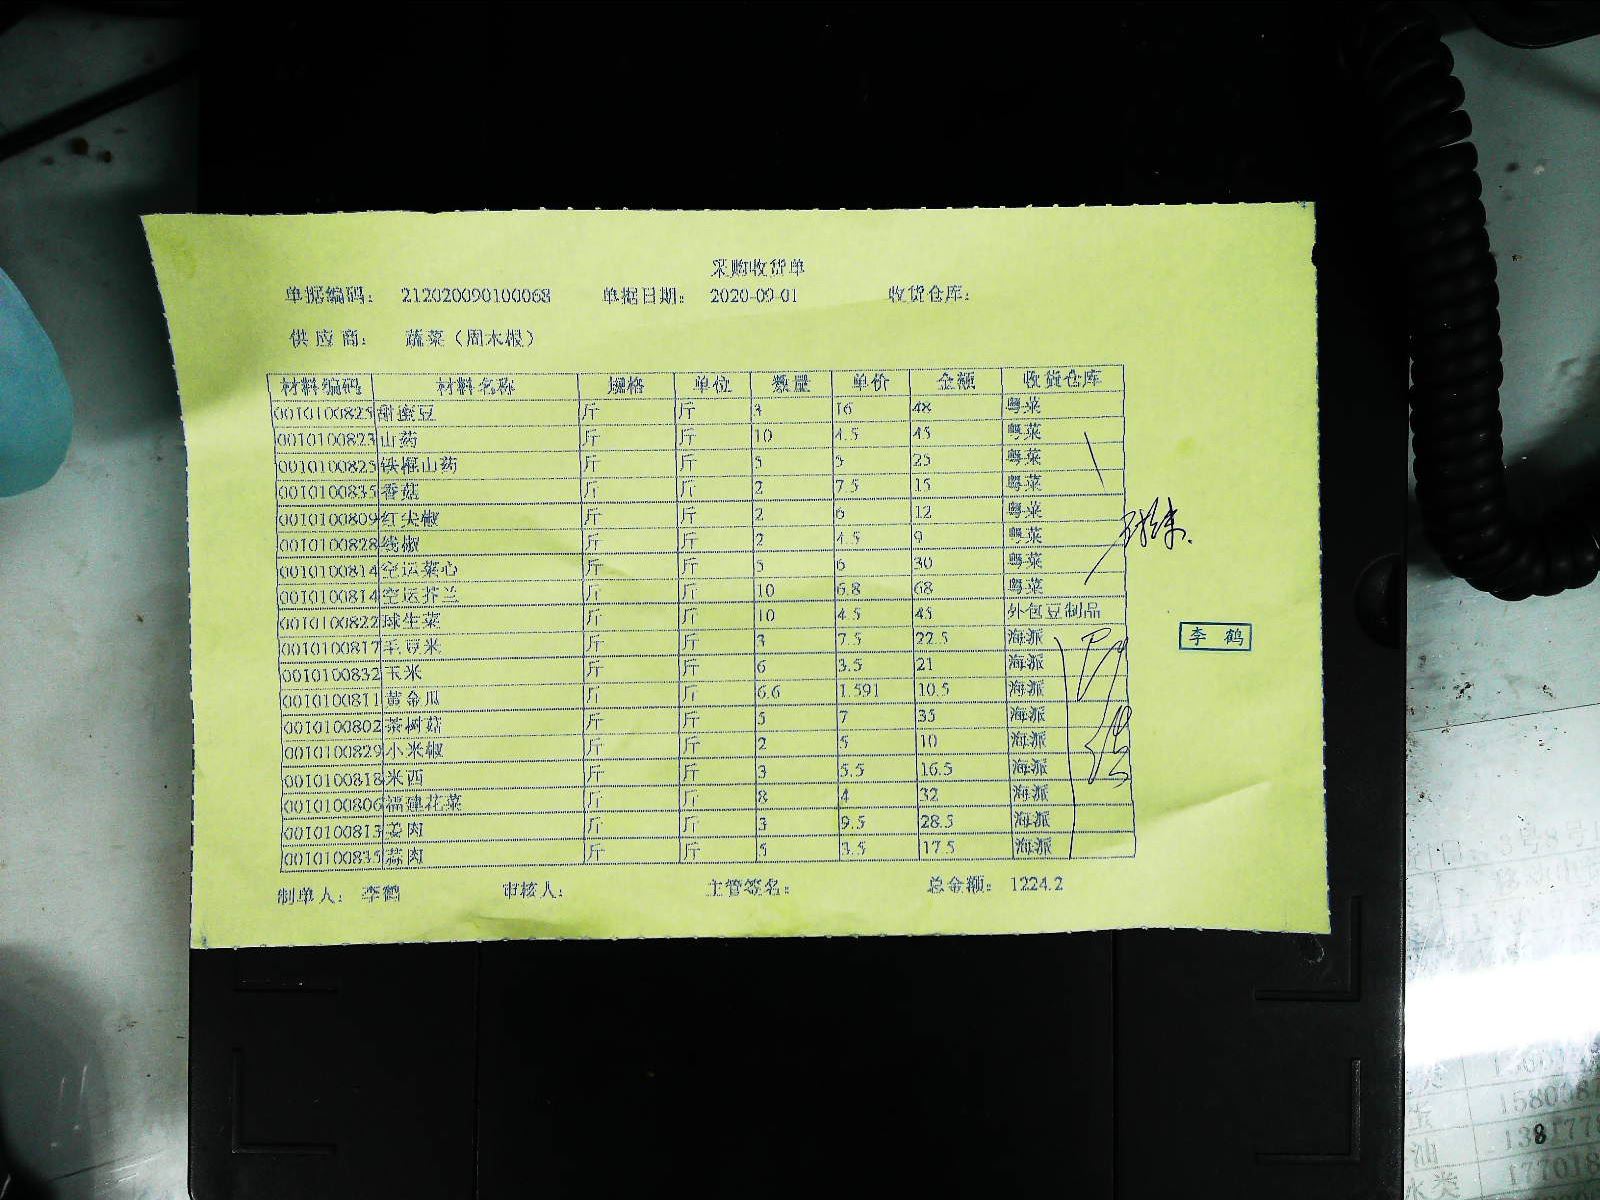 采购收货单
单据编码： 212020090100068 单据日期： 2020-09-01 收货仓库：
供应商： 蔬菜（周木根）
材料编码 材料名称 规格 单位 数量 单价 金额 收货仓库
0010100825 甜蜜豆 斤 斤 3 16 48 粤菜
0010100823 山药 斤 斤 10 4.5 45 粤菜
0010100825 铁棍山药 斤 斤 5 5 25 粤菜
0010100835 香菇 斤 斤 2 7.5 15 粤菜
0010100809 红尖椒 斤 斤 2 6 12 粤菜
0010100828 线椒 斤 斤 2 4.5 9 粤菜
0010100814 空运菜心 斤 斤 5 6 30 粤菜
0010100814 空运芥兰 斤 斤 10 6.8 68 粤菜
0010100822 球生菜 斤 斤 10 4.5 45 外包豆制品
0010100817 毛豆米 斤 斤 3 7.5 22.5 海派
0010100832 玉米 斤 斤 6 3.5 21 海派
0010100811 黄金瓜 斤 斤 6.6 1.591 10.5 海派
0010100802 茶树菇 斤 斤 5 7 35 海派
0010100829 小米椒 斤 斤 2 5 10 海派
0010100818 米西 斤 斤 3 5.5 16.5 海派
0010100806 福建花菜 斤 斤 8 4 32 海派
0010100813 姜肉 斤 斤 3 9.5 28.5 海派
0010100835 蒜肉 斤 斤 5 3.5 17.5 海派
李鹤
制单人： 李鹤 审核人： 主管签名： 总金额： 1224.2